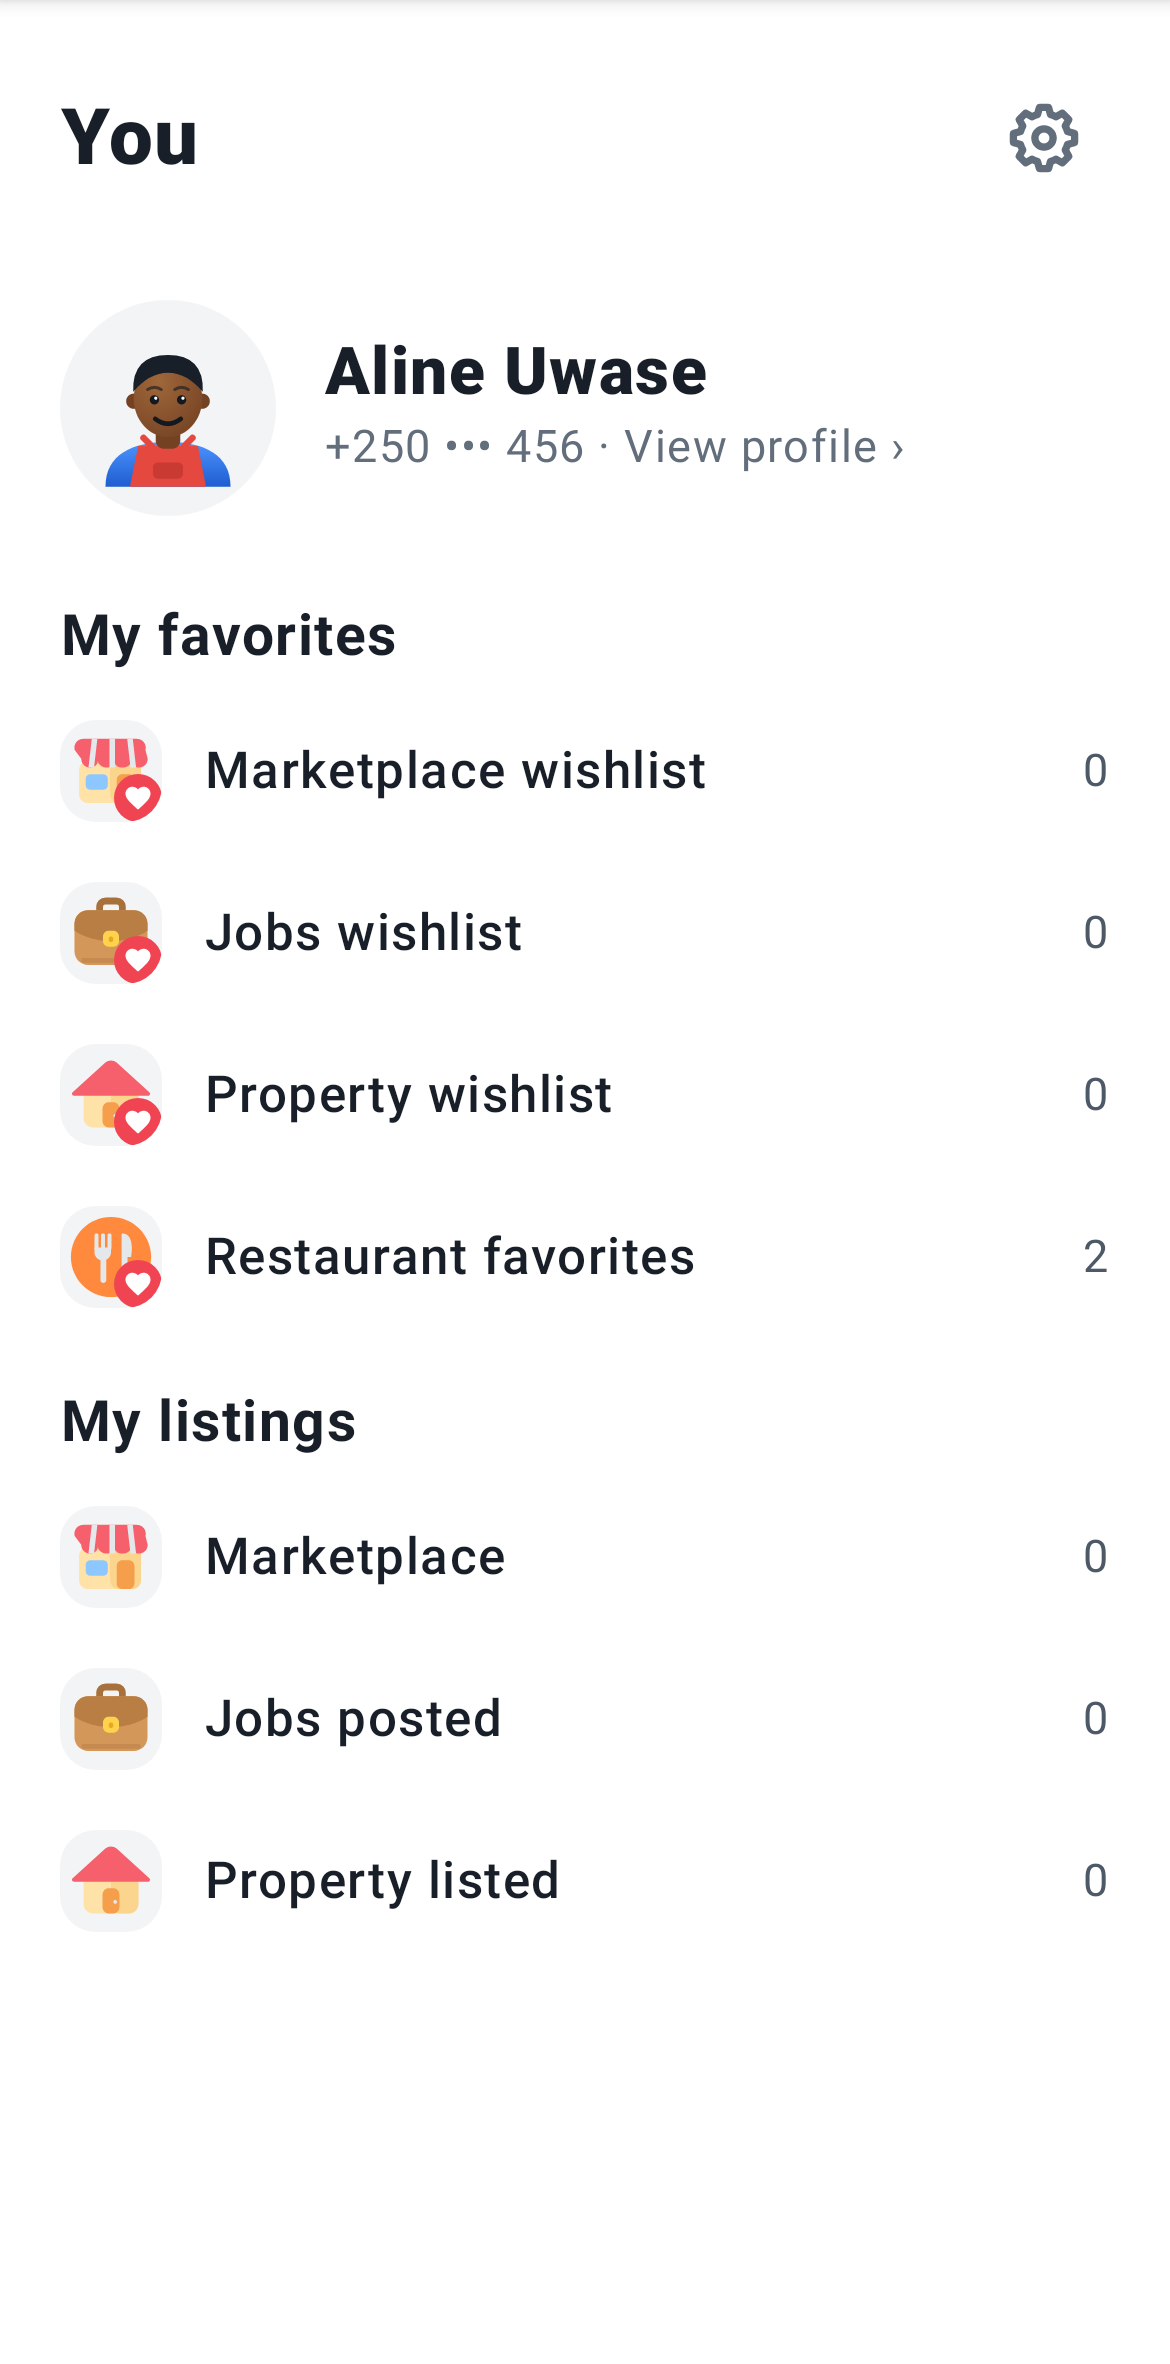 You
Aline Uwase
+250 ••• 456 · View profile ›
My favorites
Marketplace wishlist 0
Jobs wishlist 0
Property wishlist 0
Restaurant favorites 2
My listings
Marketplace 0
Jobs posted 0
Property listed 0